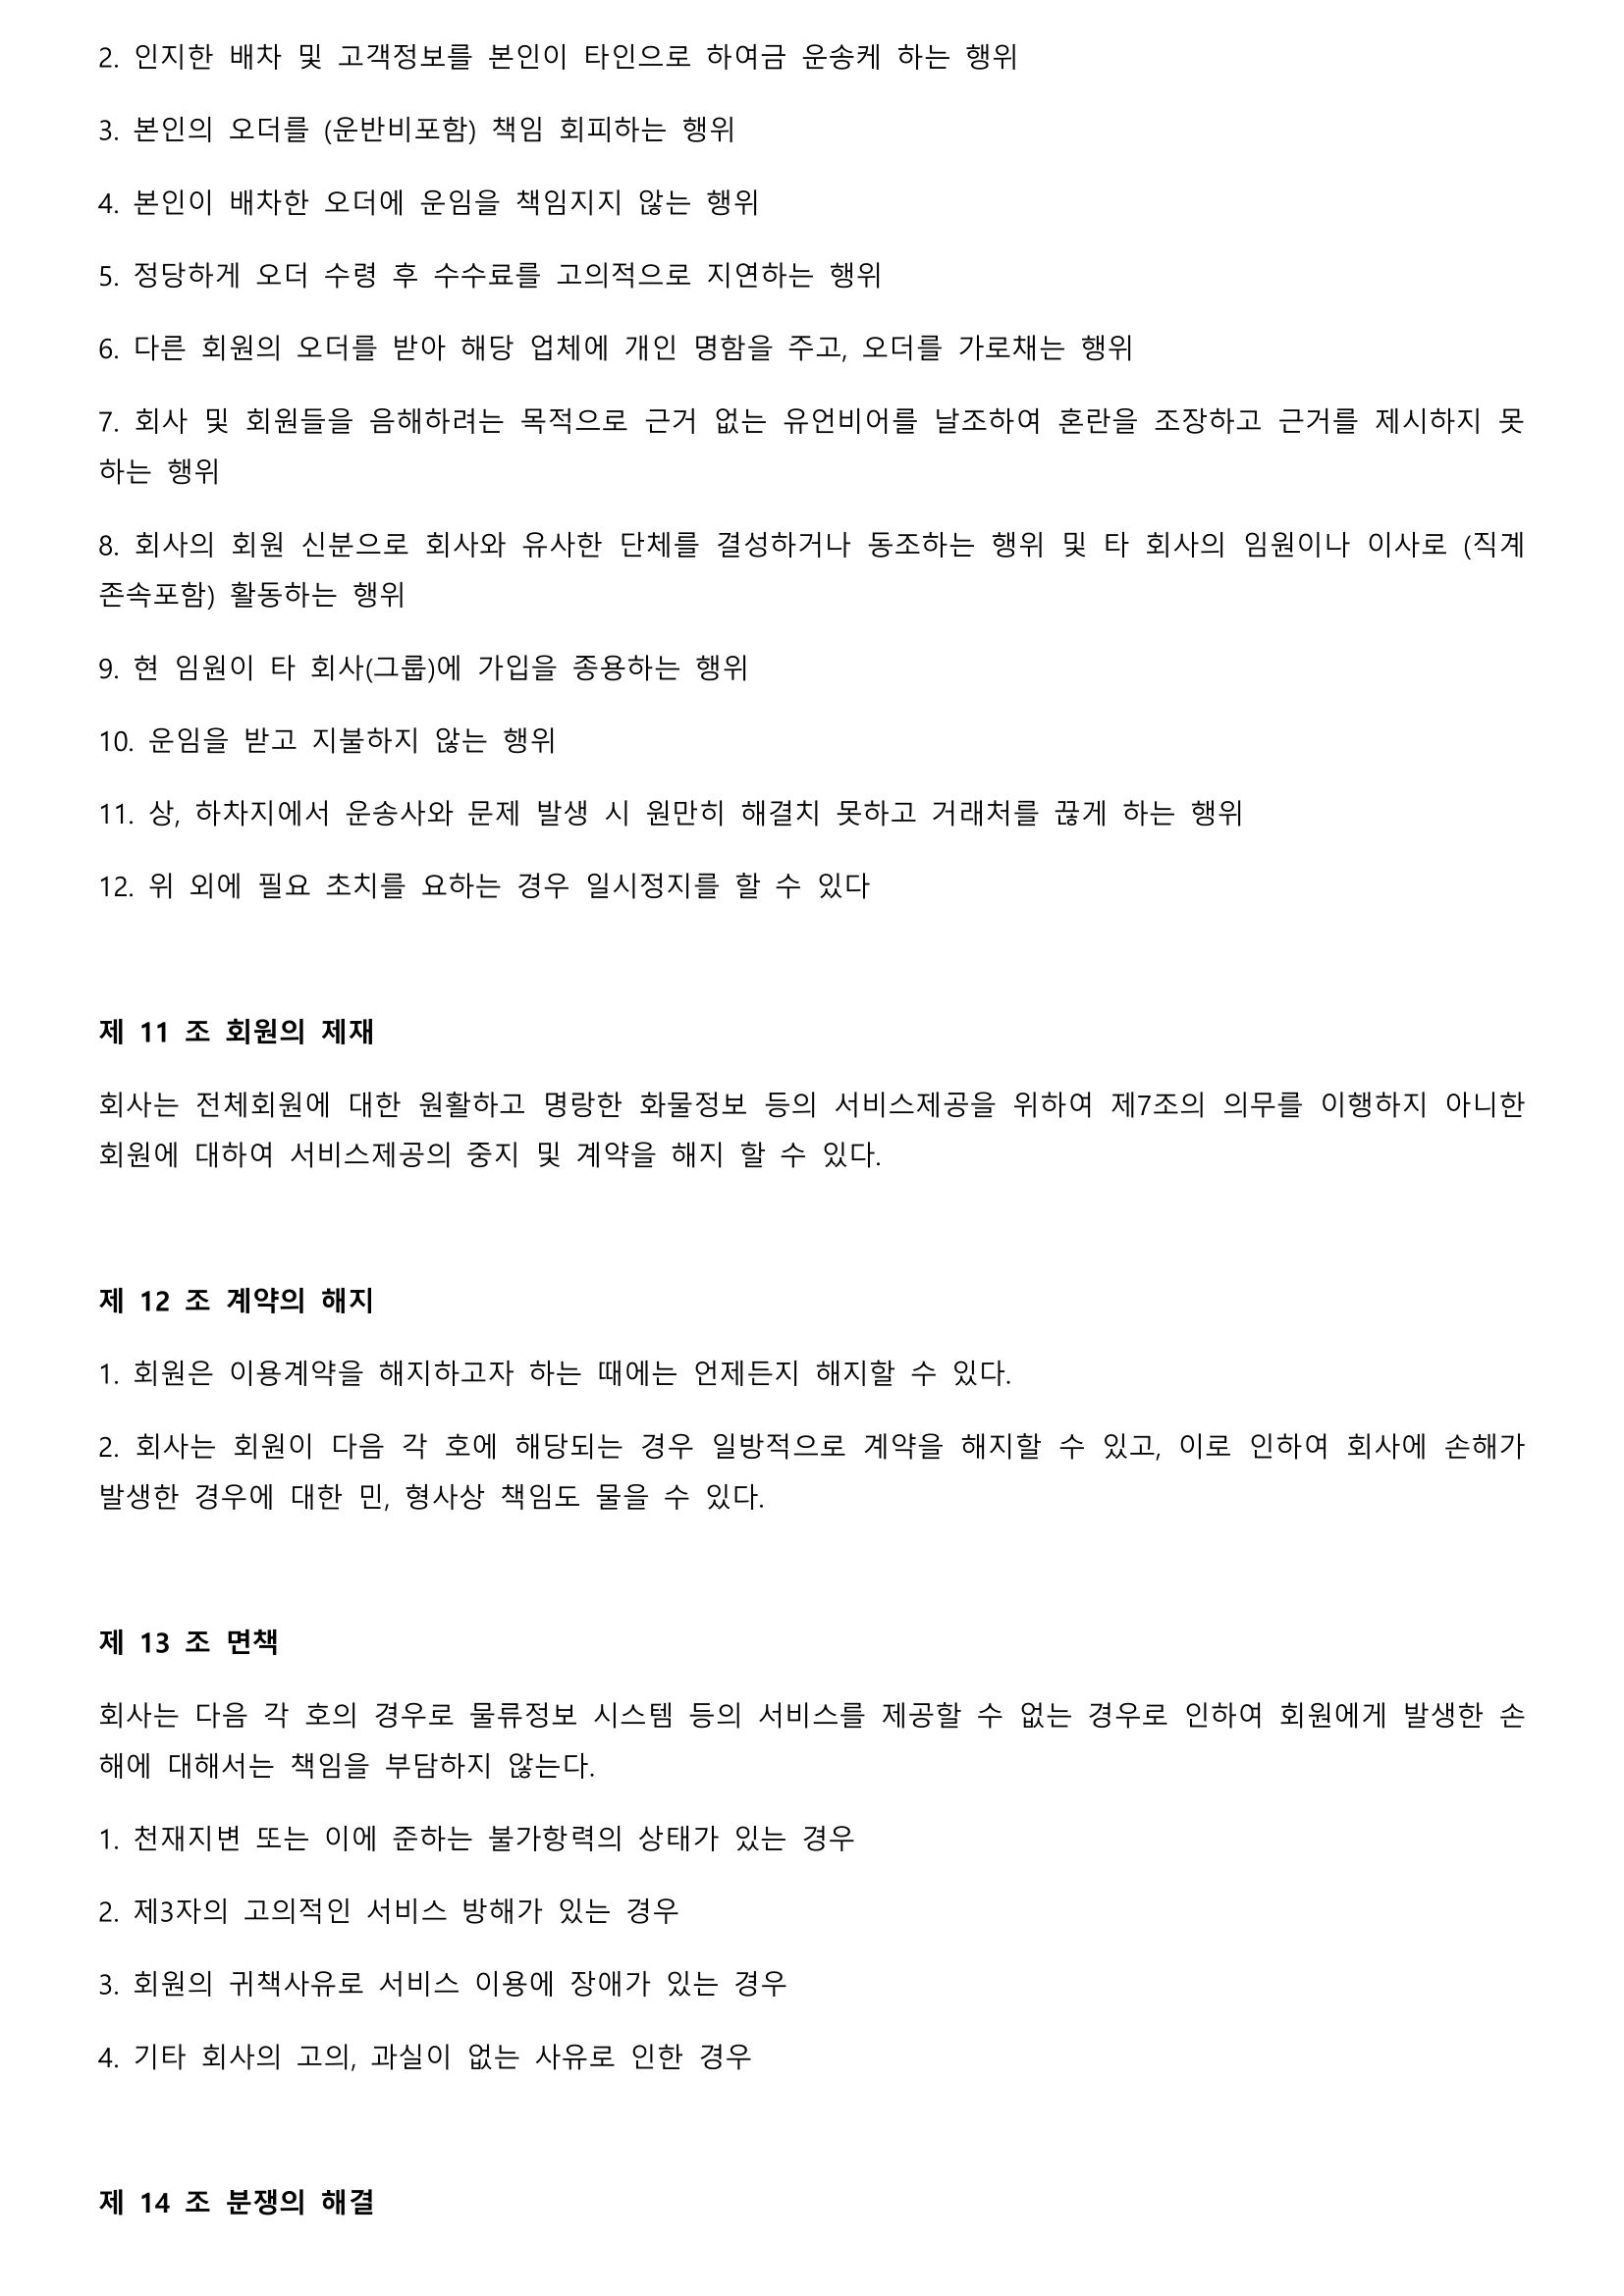 2. 인지한 배차 및 고객정보를 본인이 타인으로 하여금 운송케 하는 행위
3. 본인의 오더를 (운반비포함) 책임 회피하는 행위
4. 본인이 배차한 오더에 운임을 책임지지 않는 행위
5. 정당하게 오더 수령 후 수수료를 고의적으로 지연하는 행위
6. 다른 회원의 오더를 받아 해당 업체에 개인 명함을 주고, 오더를 가로채는 행위
7. 회사 및 회원들을 음해하려는 목적으로 근거 없는 유언비어를 날조하여 혼란을 조장하고 근거를 제시하지 못
하는 행위
8. 회사의 회원 신분으로 회사와 유사한 단체를 결성하거나 동조하는 행위 및 타 회사의 임원이나 이사로 (직계
존속포함) 활동하는 행위
9. 현 임원이 타 회사(그룹)에 가입을 종용하는 행위
10. 운임을 받고 지불하지 않는 행위
11. 상, 하차지에서 운송사와 문제 발생 시 원만히 해결치 못하고 거래처를 끊게 하는 행위
12. 위 외에 필요 초치를 요하는 경우 일시정지를 할 수 있다
제 11 조 회원의 제재
회사는 전체회원에 대한 원활하고 명랑한 화물정보 등의 서비스제공을 위하여 제7조의 의무를 이행하지 아니한
회원에 대하여 서비스제공의 중지 및 계약을 해지 할 수 있다.
제 12 조 계약의 해지
1. 회원은 이용계약을 해지하고자 하는 때에는 언제든지 해지할 수 있다.
2. 회사는 회원이 다음 각 호에 해당되는 경우 일방적으로 계약을 해지할 수 있고, 이로 인하여 회사에 손해가
발생한 경우에 대한 민, 형사상 책임도 물을 수 있다.
제 13 조 면책
회사는 다음 각 호의 경우로 물류정보 시스템 등의 서비스를 제공할 수 없는 경우로 인하여 회원에게 발생한 손
해에 대해서는 책임을 부담하지 않는다.
1. 천재지변 또는 이에 준하는 불가항력의 상태가 있는 경우
2. 제3자의 고의적인 서비스 방해가 있는 경우
3. 회원의 귀책사유로 서비스 이용에 장애가 있는 경우
4. 기타 회사의 고의, 과실이 없는 사유로 인한 경우
제 14 조 분쟁의 해결